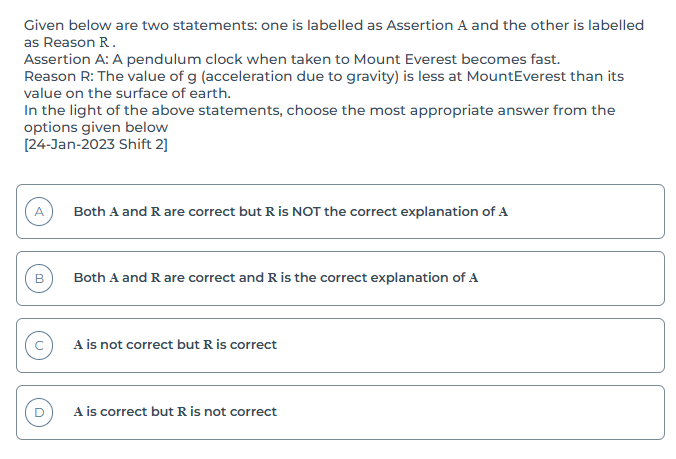 Given below are two statements: one is labelled as Assertion A and the other is labelled
as Reason R.
Assertion A: A pendulum clock when taken to Mount Everest becomes fast.
Reason R: The value of g (acceleration due to gravity) is less at MountEverest than its
value on the surface of earth.
In the light of the above statements, choose the most appropriate answer from the
options given below
[24-Jan-2023 Shift 2]
A Both A and R are correct but R is NOT the correct explanation of A
B Both A and R are correct and R is the correct explanation of A
C A is not correct but R is correct
D A is correct but R is not correct